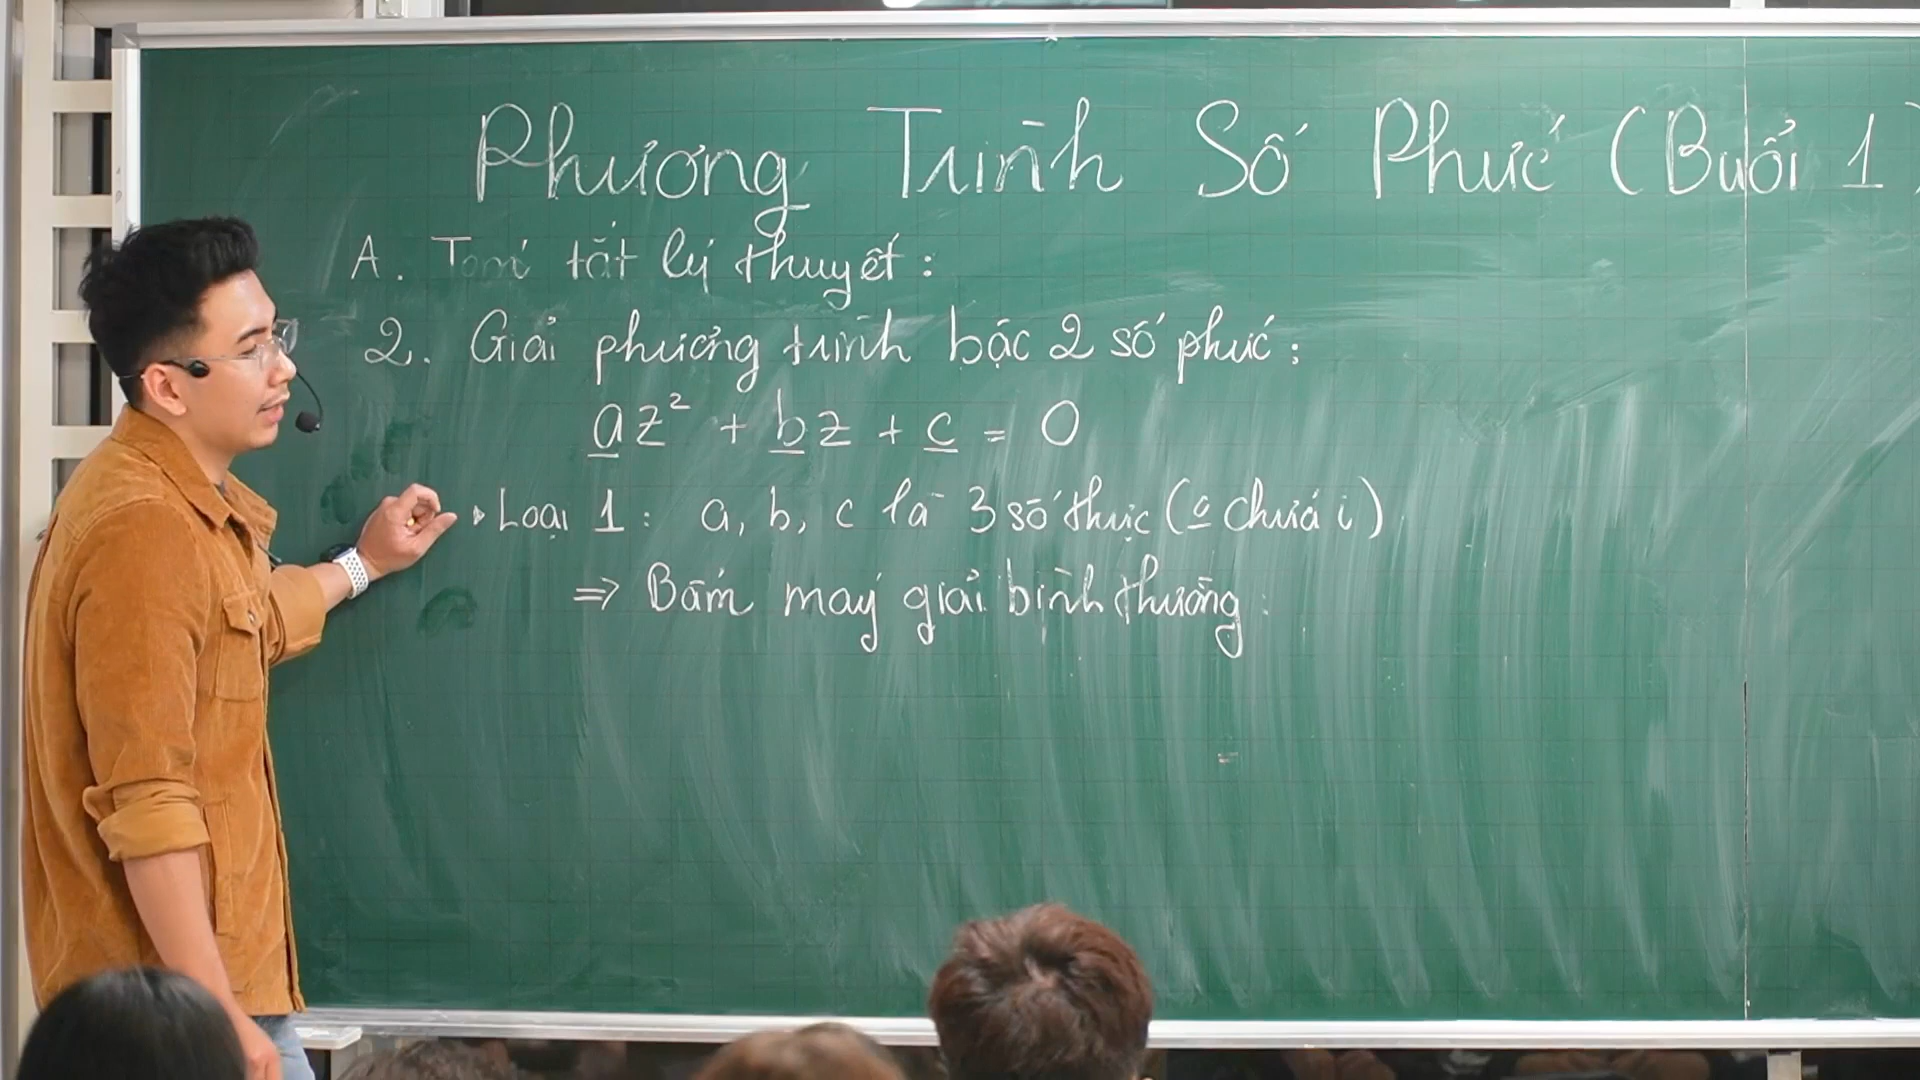 Phương Trình Số Phức (Buổi 1)
A. Tóm tắt lý thuyết:
2. Giải phương trình bậc 2 số phức:
az² + bz + c = 0
Loại 1: a, b, c là 3 số thực (o chứa i)
=> Bấm máy giải bình thường: